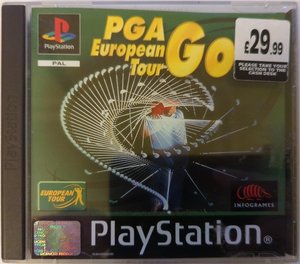 PlayStation
PAL
PGA
European
Tour
Go
£29.99
PLEASE TAKE YOUR
SELECTION TO THE
CASH DESK
EUROPEAN
TOUR
INFOGRAMES
PlayStation